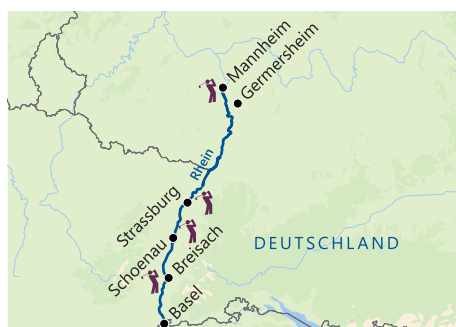 Mannheim
Germersheim
Rhein
Strassburg
DEUTSCHLAND
Schoenau
Breisach
Basel